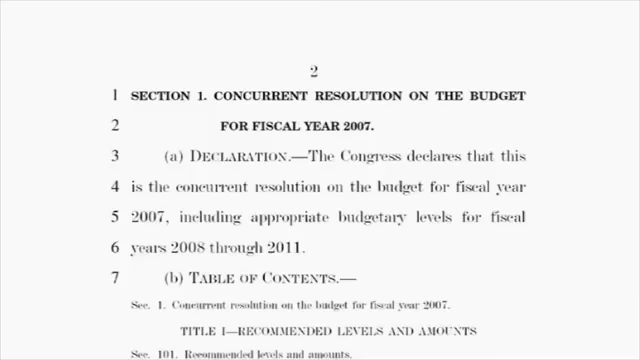 2
1 SECTION 1. CONCURRENT RESOLUTION ON THE BUDGET
2 FOR FISCAL YEAR 2007.
3 (a) DECLARATION.—The Congress declares that this
4 is the concurrent resolution on the budget for fiscal year
5 2007, including appropriate budgetary levels for fiscal
6 years 2008 through 2011.
7 (b) TABLE OF CONTENTS.—
Sec. 1. Concurrent resolution on the budget for fiscal year 2007.
TITLE I—RECOMMENDED LEVELS AND AMOUNTS
Sec. 101. Recommended levels and amounts.